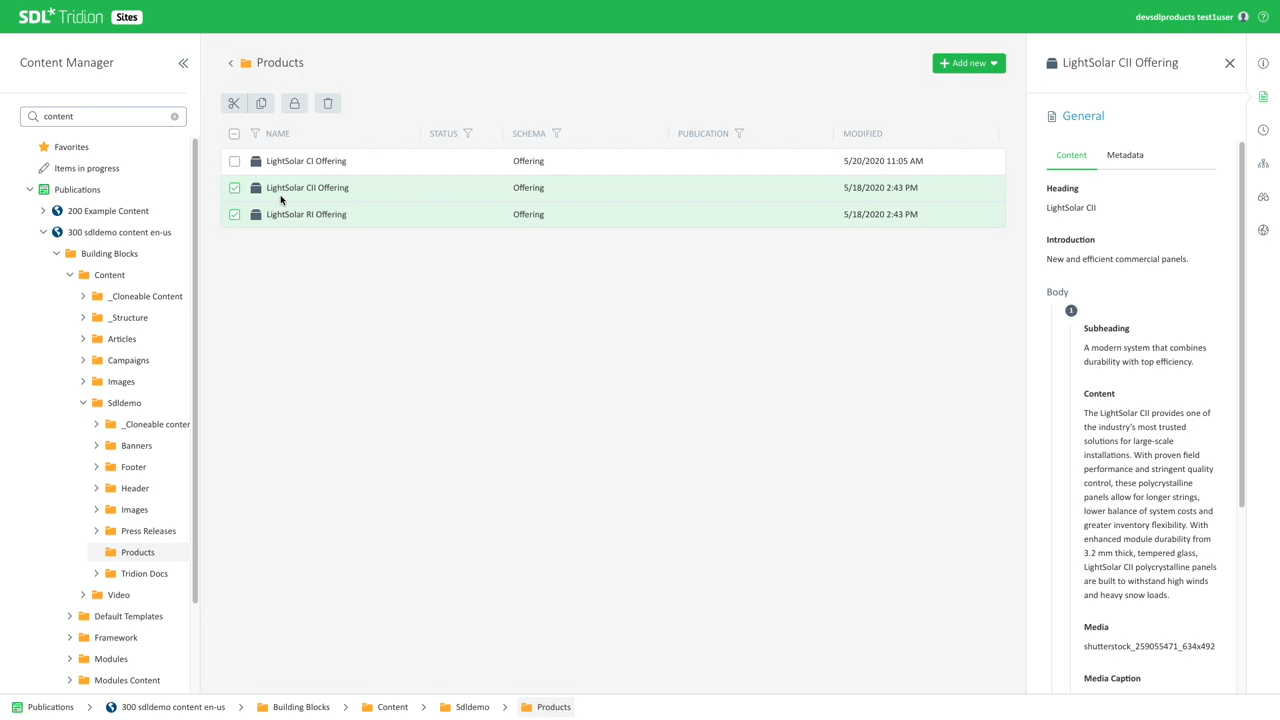 SDL* Tridion Sites
devsdlproducts test1user
Content Manager
content
Favorites
Items in progress
Publications
200 Example Content
300 sdldemo content en-us
Building Blocks
Content
_Cloneable Content
_Structure
Articles
Campaigns
Images
Sdldemo
_Cloneable conter
Banners
Footer
Header
Images
Press Releases
Products
Tridion Docs
Video
Default Templates
Framework
Modules
Modules Content
Products
Add new
NAME STATUS SCHEMA PUBLICATION MODIFIED
LightSolar CI Offering Offering 5/20/2020 11:05 AM
LightSolar CII Offering Offering 5/18/2020 2:43 PM
LightSolar RI Offering Offering 5/18/2020 2:43 PM
LightSolar CII Offering
General
Content Metadata
Heading
LightSolar CII
Introduction
New and efficient commercial panels.
Body
1
Subheading
A modern system that combines
durability with top efficiency.
Content
The LightSolar CII provides one of
the industry's most trusted
solutions for large-scale
installations. With proven field
performance and stringent quality
control, these polycrystalline
panels allow for longer strings,
lower balance of system costs and
greater inventory flexibility. With
enhanced module durability from
3.2 mm thick, tempered glass,
LightSolar CII polycrystalline panels
are built to withstand high winds
and heavy snow loads.
Media
shutterstock_259055471_634x492
Media Caption
Publications > 300 sdldemo content en-us > Building Blocks > Content > Sdldemo > Products